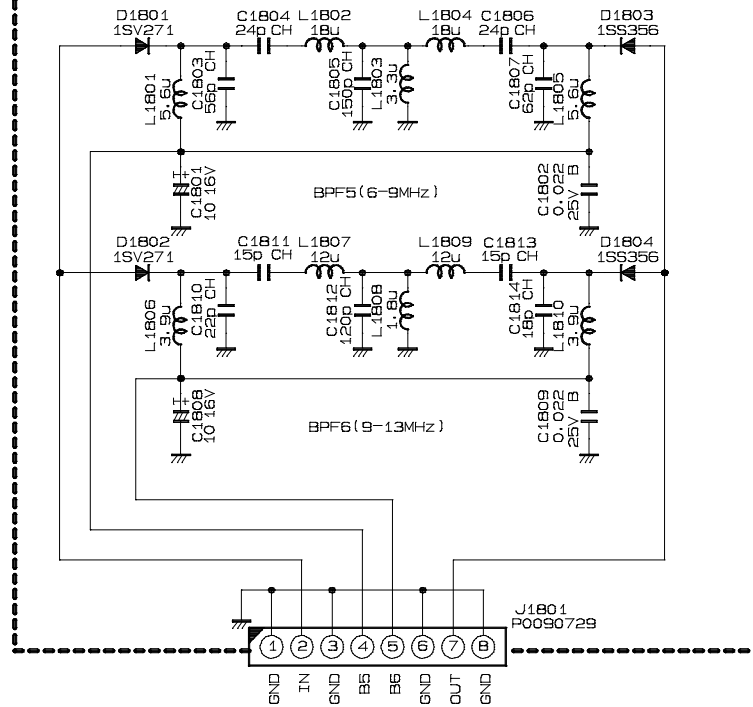 D1801
1SV271
C1804
24p CH
L1802
18u
L1804
18u
C1806
24p CH
D1803
1SS356
L1801
5.6u
C1803
56p CH
C1805
150p CH
L1803
3.3u
C1807
62p CH
L1805
5.6u
C1801
10 16V
BPF5(6-9MHz)
C1802
0.022
25V B
D1802
1SV271
C1811
15p CH
L1807
12u
L1809
12u
C1813
15p CH
D1804
1SS356
L1806
3.9u
C1810
22p CH
C1812
120p CH
L1808
1.8u
C1814
18p CH
L1810
3.9u
C1808
10 16V
BPF6(9-13MHz)
C1809
0.022
25V B
J1801
P0090729
1 2 3 4 5 6 7 8
GND
IN
GND
B5
B6
GND
OUT
GND